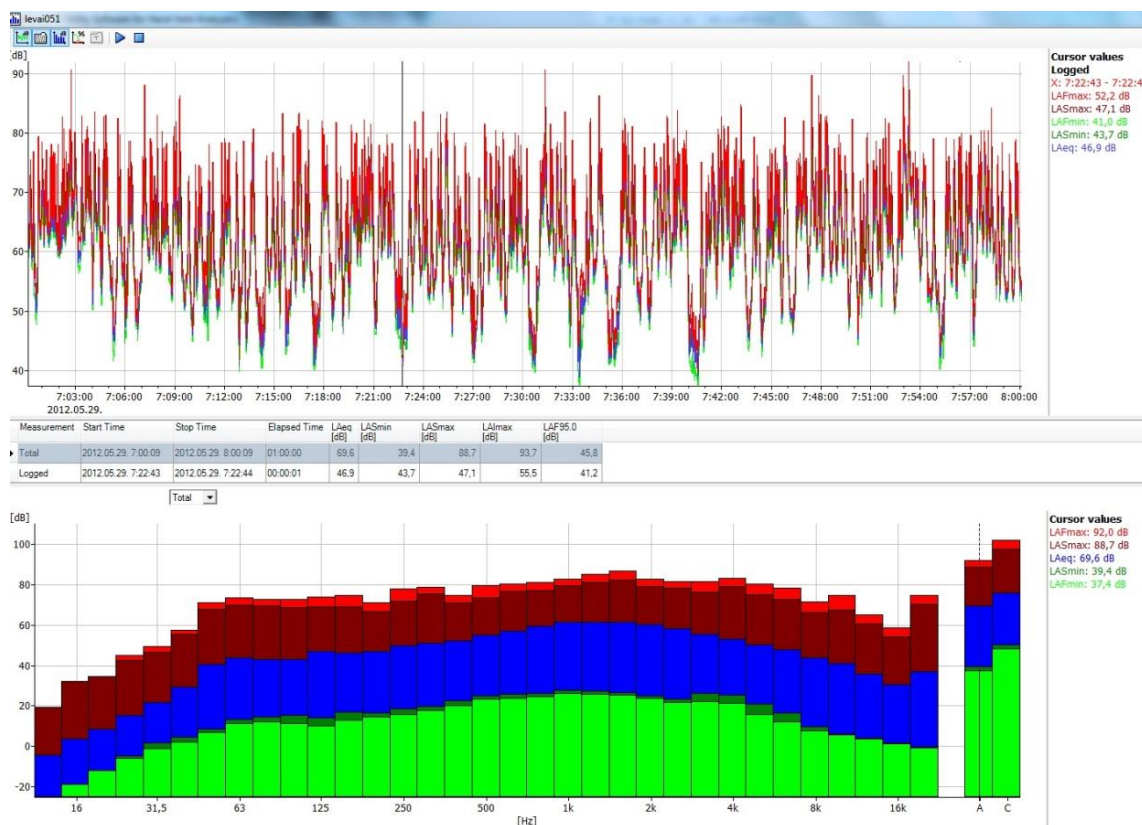 levai051
[dB]
90
80
70
60
50
40
7:03:00 7:06:00 7:09:00 7:12:00 7:15:00 7:18:00 7:21:00 7:24:00 7:27:00 7:30:00 7:33:00 7:36:00 7:39:00 7:42:00 7:45:00 7:48:00 7:51:00 7:54:00 7:57:00 8:00:00
2012.05.29.
Cursor values
Logged
X: 7:22:43 - 7:22:4
LAFmax: 52,2 dB
LASmax: 47,1 dB
LAFmin: 41,0 dB
LASmin: 43,7 dB
LAeq: 46,9 dB
Measurement Start Time Stop Time Elapsed Time LAeq [dB] LASmin [dB] LASmax [dB] LAImax [dB] LAF95.0 [dB]
Total 2012.05.29. 7:00:09 2012.05.29. 8:00:09 01:00:00 69,6 39,4 88,7 93,7 45,8
Logged 2012.05.29. 7:22:43 2012.05.29. 7:22:44 00:00:01 46,9 43,7 47,1 55,5 41,2
Total
[dB]
100
80
60
40
20
0
-20
16 31,5 63 125 250 500 1k 2k 4k 8k 16k A C
[Hz]
Cursor values
LAFmax: 92,0 dB
LASmax: 88,7 dB
LAeq: 69,6 dB
LASmin: 39,4 dB
LAFmin: 37,4 dB